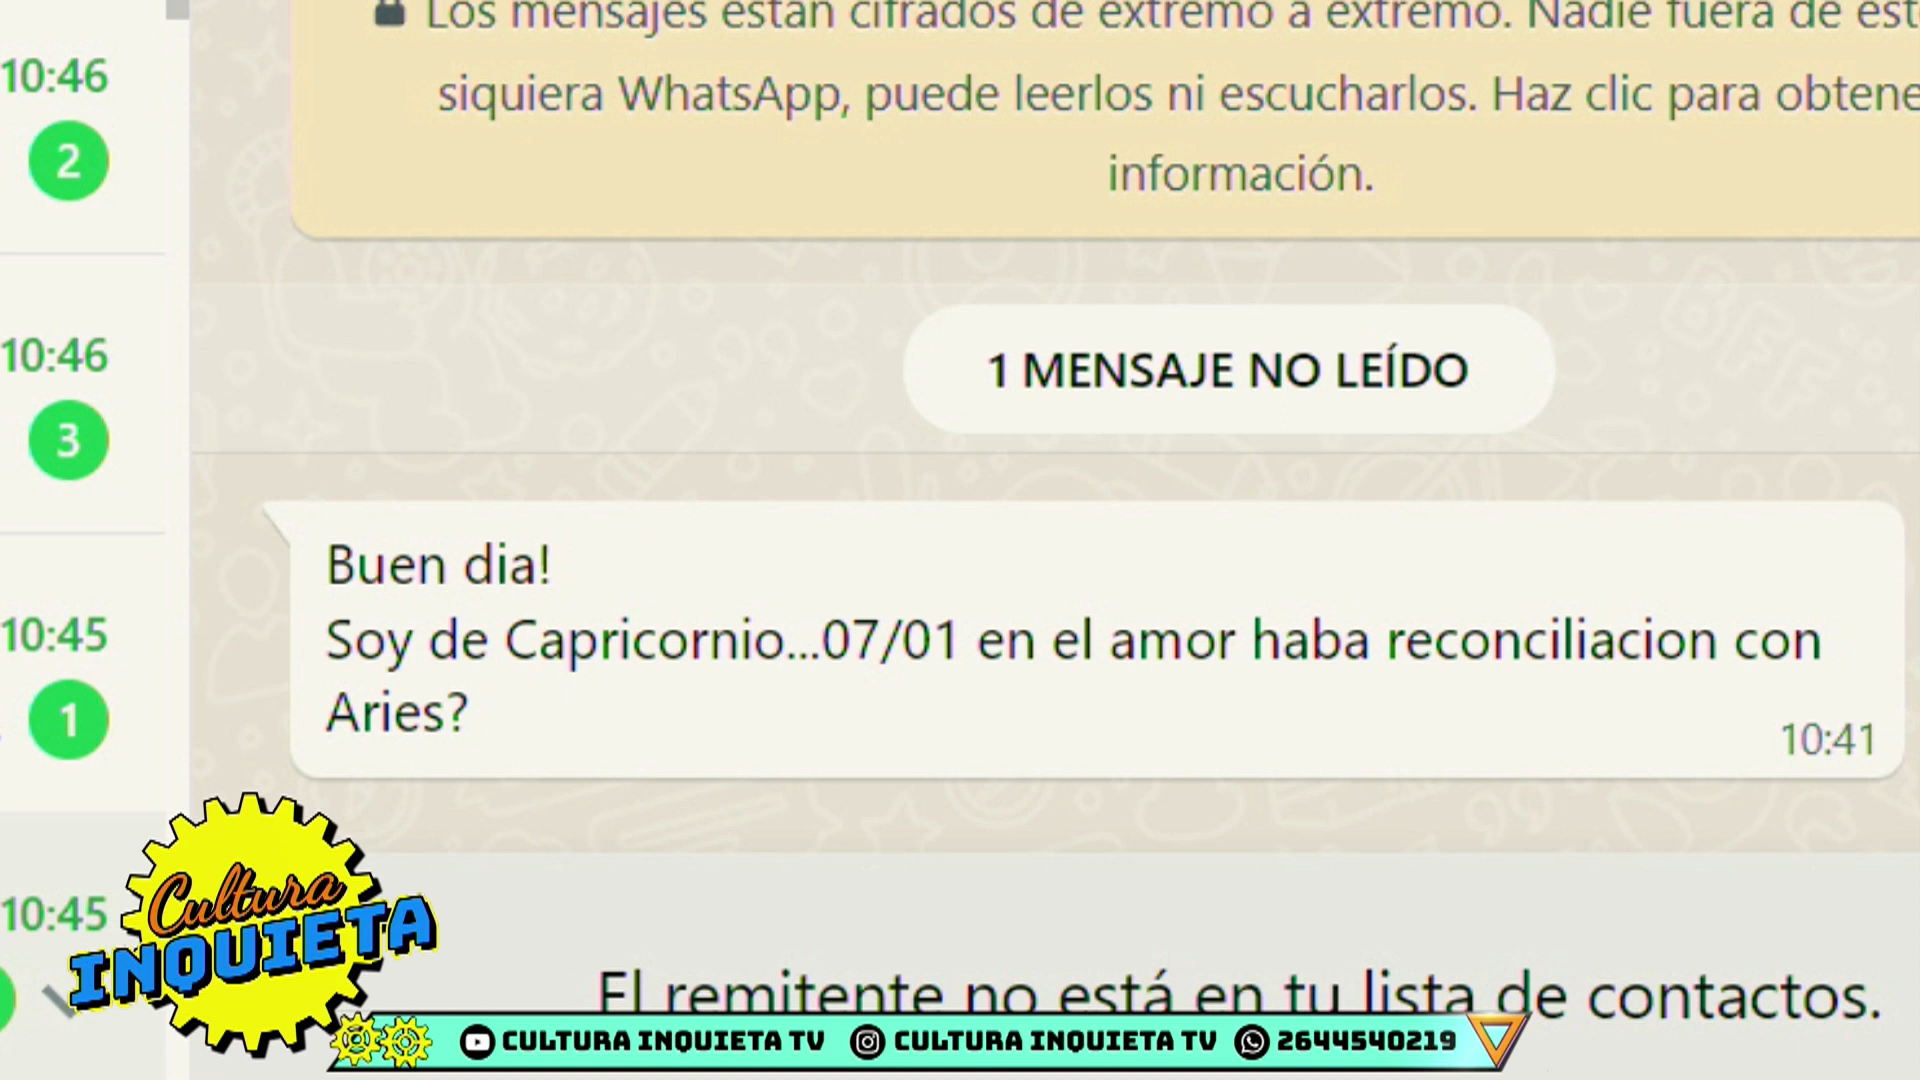 Los mensajes están cifrados de extremo a extremo. Nadie fuera de est
siquiera WhatsApp, puede leerlos ni escucharlos. Haz clic para obtene
información.
10:46
2
10:46
3
10:45
1
10:45
1 MENSAJE NO LEÍDO
Buen dia!
Soy de Capricornio...07/01 en el amor haba reconciliacion con
Aries?
10:41
El remitente no está en tu lista de contactos.
Cultura
INQUIETA
CULTURA INQUIETA TV CULTURA INQUIETA TV 2644540219